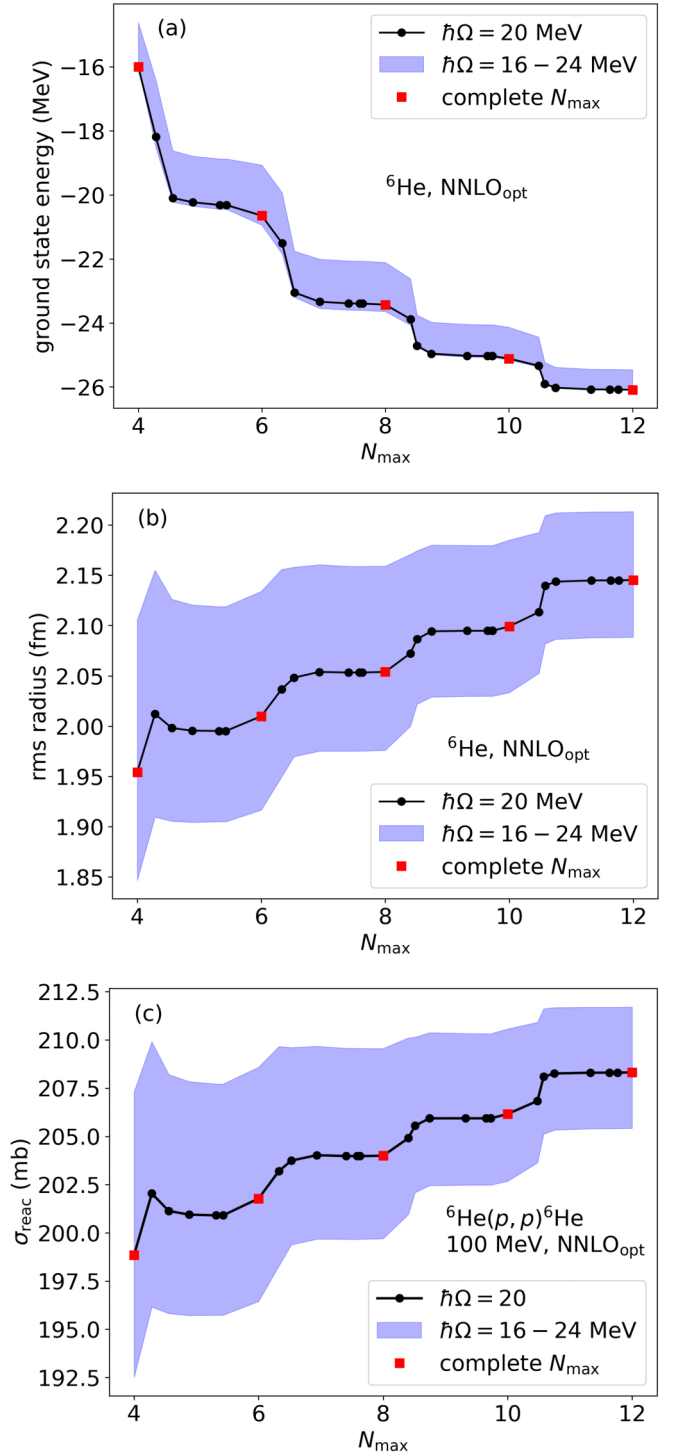 (a)
ħΩ = 20 MeV
ħΩ = 16 − 24 MeV
complete Nmax
⁶He, NNLOopt
ground state energy (MeV)
−16
−18
−20
−22
−24
−26
4 6 8 10 12
Nmax
(b)
2.20
2.15
2.10
2.05
2.00
1.95
1.90
1.85
rms radius (fm)
⁶He, NNLOopt
ħΩ = 20 MeV
ħΩ = 16 − 24 MeV
complete Nmax
4 6 8 10 12
Nmax
(c)
212.5
210.0
207.5
205.0
202.5
200.0
197.5
195.0
192.5
σreac (mb)
⁶He(p, p)⁶He
100 MeV, NNLOopt
ħΩ = 20
ħΩ = 16 − 24 MeV
complete Nmax
4 6 8 10 12
Nmax